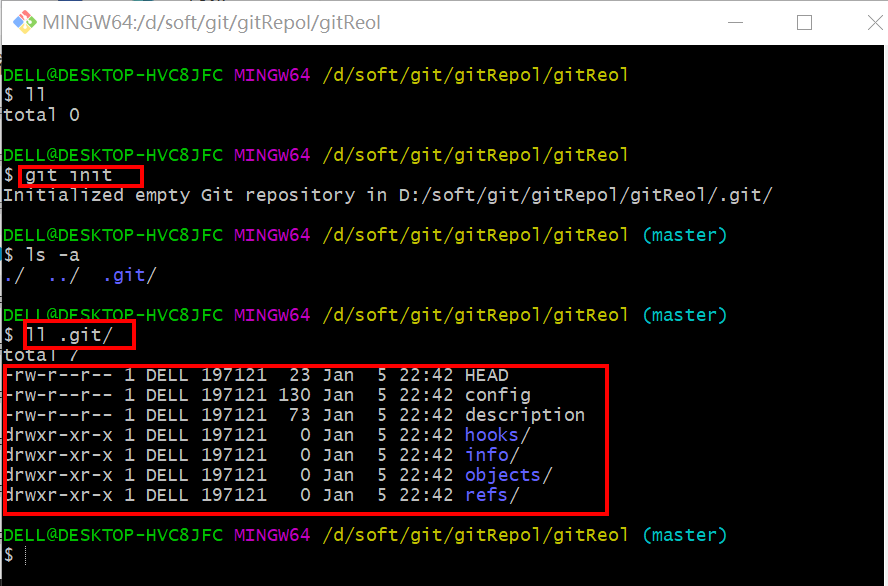 MINGW64:/d/soft/git/gitRepol/gitReol
DELL@DESKTOP-HVC8JFC MINGW64 /d/soft/git/gitRepol/gitReol
$ ll
total 0
DELL@DESKTOP-HVC8JFC MINGW64 /d/soft/git/gitRepol/gitReol
$ git init
Initialized empty Git repository in D:/soft/git/gitRepol/gitReol/.git/
DELL@DESKTOP-HVC8JFC MINGW64 /d/soft/git/gitRepol/gitReol (master)
$ ls -a
./  ../  .git/
DELL@DESKTOP-HVC8JFC MINGW64 /d/soft/git/gitRepol/gitReol (master)
$ ll .git/
total 7
-rw-r--r-- 1 DELL 197121  23 Jan  5 22:42 HEAD
-rw-r--r-- 1 DELL 197121 130 Jan  5 22:42 config
-rw-r--r-- 1 DELL 197121  73 Jan  5 22:42 description
drwxr-xr-x 1 DELL 197121   0 Jan  5 22:42 hooks/
drwxr-xr-x 1 DELL 197121   0 Jan  5 22:42 info/
drwxr-xr-x 1 DELL 197121   0 Jan  5 22:42 objects/
drwxr-xr-x 1 DELL 197121   0 Jan  5 22:42 refs/
DELL@DESKTOP-HVC8JFC MINGW64 /d/soft/git/gitRepol/gitReol (master)
$